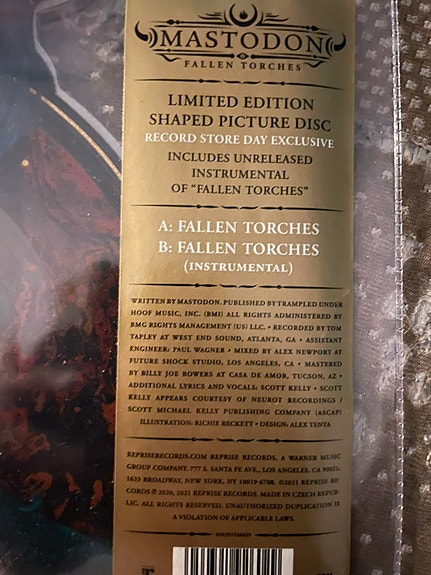 MASTODON
FALLEN TORCHES
LIMITED EDITION
SHAPED PICTURE DISC
RECORD STORE DAY EXCLUSIVE
INCLUDES UNRELEASED
INSTRUMENTAL
OF "FALLEN TORCHES"
A: FALLEN TORCHES
B: FALLEN TORCHES
(INSTRUMENTAL)
WRITTEN BY MASTODON. PUBLISHED BY TRAMPLED UNDER
HOOF MUSIC, INC. (BMI) ALL RIGHTS ADMINISTERED BY
BMG RIGHTS MANAGEMENT (US) LLC. • RECORDED BY TOM
TAPLEY AT WEST END SOUND, ATLANTA, GA • ASSISTANT
ENGINEER: PAUL WAGNER • MIXED BY ALEX NEWPORT AT
FUTURE SHOCK STUDIO, LOS ANGELES, CA • MASTERED
BY BILLY JOE BOWERS AT CASA DE AMOR, TUCSON, AZ •
ADDITIONAL LYRICS AND VOCALS: SCOTT KELLY • SCOTT
KELLY APPEARS COURTESY OF NEUROT RECORDINGS /
SCOTT MICHAEL KELLY PUBLISHING COMPANY (ASCAP)
ILLUSTRATION: RICHIE BECKETT • DESIGN: ALEX TENTA
REPRISERECORDS.COM REPRISE RECORDS, A WARNER MUSIC
GROUP COMPANY, 777 S. SANTA FE AVE., LOS ANGELES, CA 90021;
1633 BROADWAY, NEW YORK, NY 10019-6708. ©2021 REPRISE RE-
CORDS ℗ 2020, 2021 REPRISE RECORDS. MADE IN CZECH REPUB-
LIC. ALL RIGHTS RESERVED. UNAUTHORIZED DUPLICATION IS
A VIOLATION OF APPLICABLE LAWS.